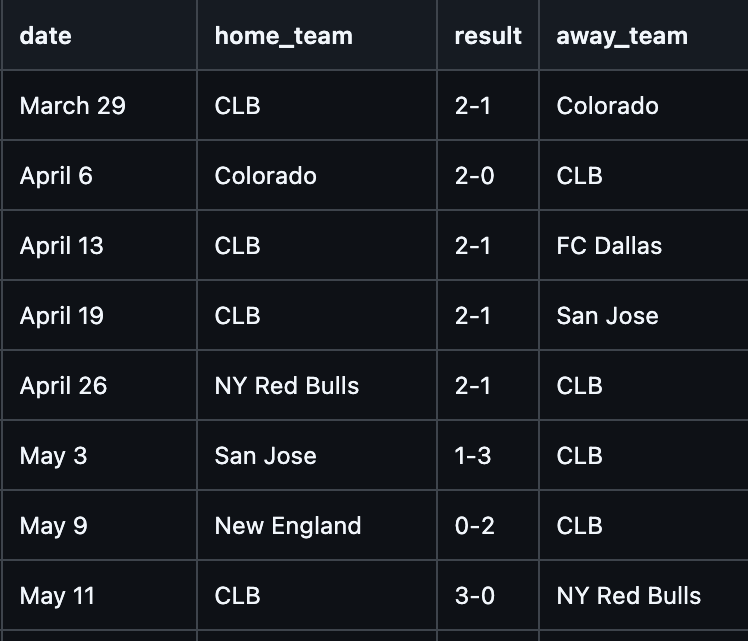 date home_team result away_team
March 29 CLB 2-1 Colorado
April 6 Colorado 2-0 CLB
April 13 CLB 2-1 FC Dallas
April 19 CLB 2-1 San Jose
April 26 NY Red Bulls 2-1 CLB
May 3 San Jose 1-3 CLB
May 9 New England 0-2 CLB
May 11 CLB 3-0 NY Red Bulls